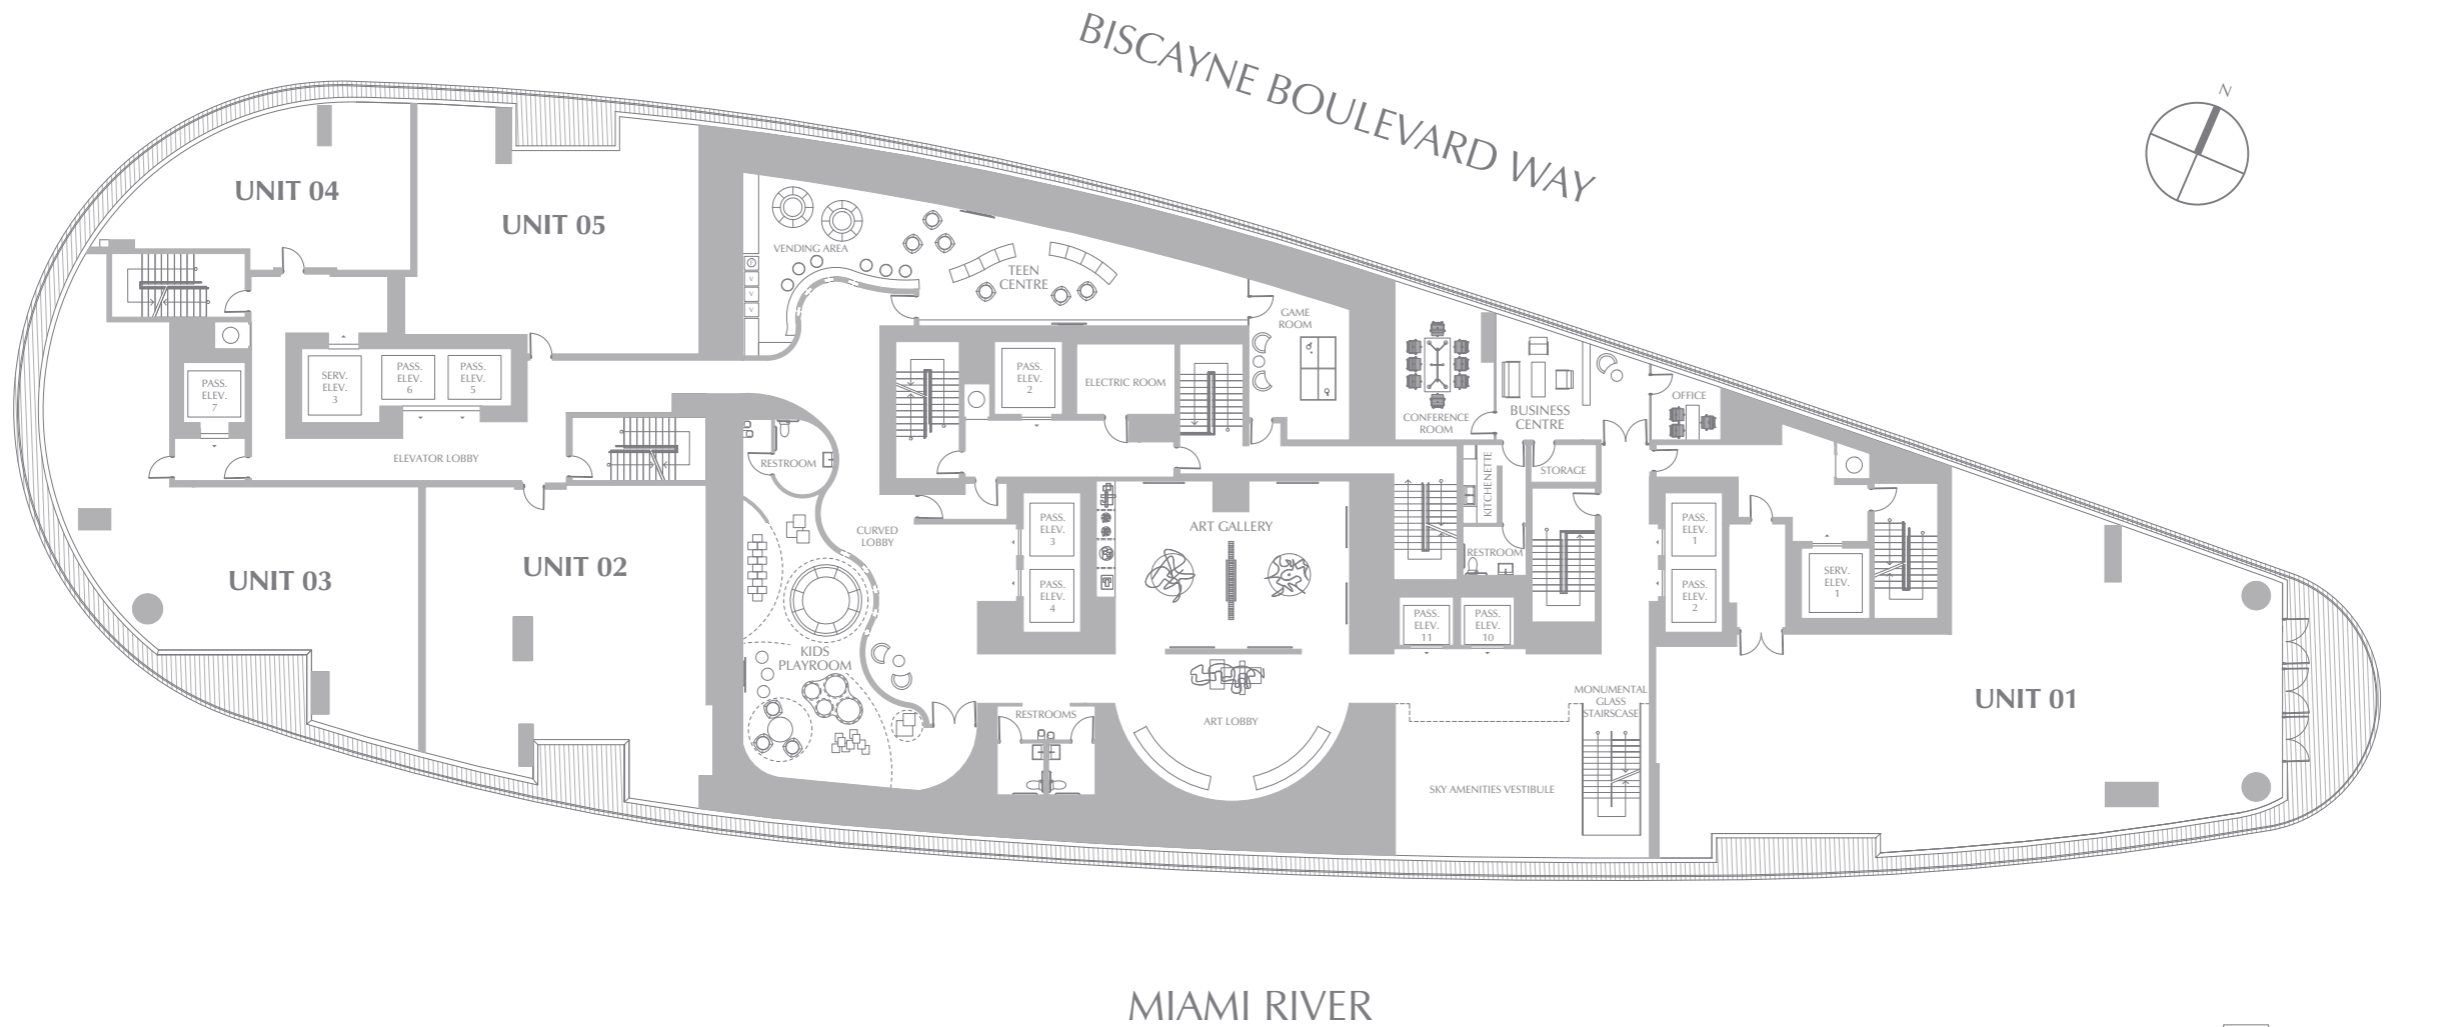 BISCAYNE BOULEVARD WAY
N
UNIT 04
UNIT 05
VENDING AREA
TEEN
CENTRE
F
V
V
V
GAME
ROOM
SERV.
ELEV.
3
PASS.
ELEV.
6
PASS.
ELEV.
5
PASS.
ELEV.
7
PASS.
ELEV.
2
ELECTRIC ROOM
CONFERENCE
ROOM
BUSINESS
CENTRE
OFFICE
ELEVATOR LOBBY
RESTROOM
KITCHENETTE
STORAGE
CURVED
LOBBY
PASS.
ELEV.
3
PASS.
ELEV.
4
ART GALLERY
RESTROOM
PASS.
ELEV.
1
PASS.
ELEV.
2
SERV.
ELEV.
1
UNIT 03
UNIT 02
PASS.
ELEV.
11
PASS.
ELEV.
10
KIDS
PLAYROOM
RESTROOMS
ART LOBBY
MONUMENTAL
GLASS
STAIRSCASE
UNIT 01
SKY AMENITIES VESTIBULE
MIAMI RIVER